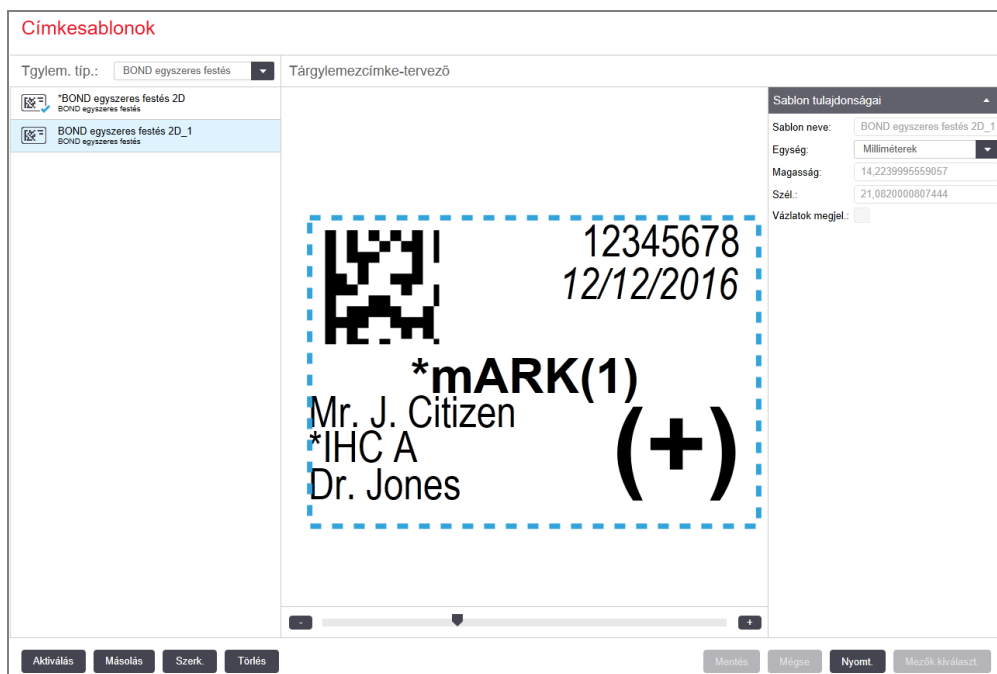 Címkesablonok
Tgylem. típ.: BOND egyszeres festés
Tárgylemezcímke-tervező
*BOND egyszeres festés 2D
BOND egyszeres festés
BOND egyszeres festés 2D_1
BOND egyszeres festés
12345678
12/12/2016
*mARK(1)
Mr. J. Citizen
*IHC A
Dr. Jones
(+)
Sablon tulajdonságai
Sablon neve: BOND egyszeres festés 2D_1
Egység: Milliméterek
Magasság: 14,2239995559057
Szél.: 21,0820000807444
Vázlatok megjel.:
- +
Aktiválás Másolás Szerk. Törlés Mentés Mégse Nyomt. Mezők kiválaszt.